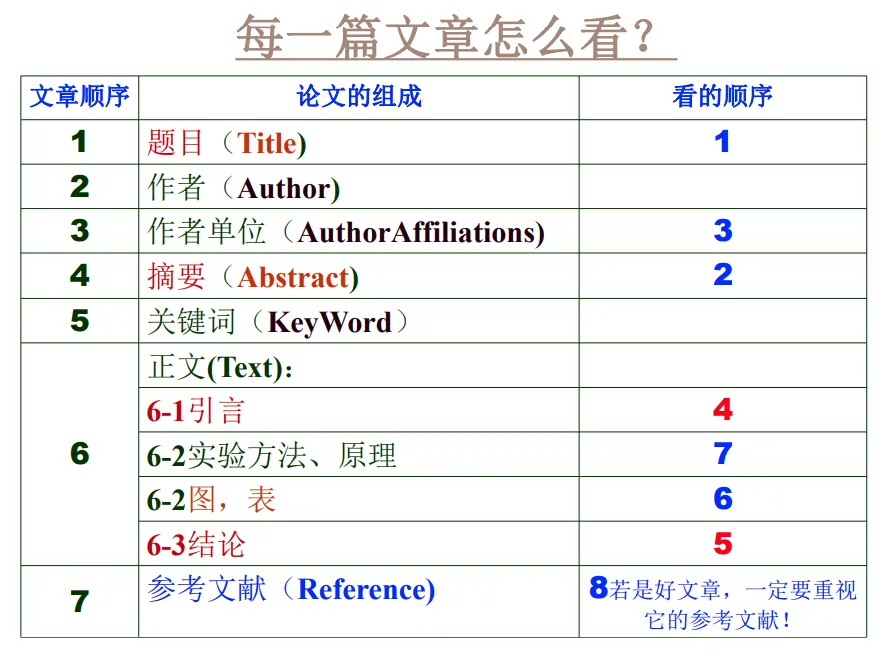 每一篇文章怎么看？
文章顺序 论文的组成 看的顺序
1 题目（Title) 1
2 作者（Author)
3 作者单位（AuthorAffiliations) 3
4 摘要（Abstract) 2
5 关键词（KeyWord）
6 正文(Text)：
6-1引言 4
6-2实验方法、原理 7
6-2图，表 6
6-3结论 5
7 参考文献（Reference) 8若是好文章，一定要重视
它的参考文献！